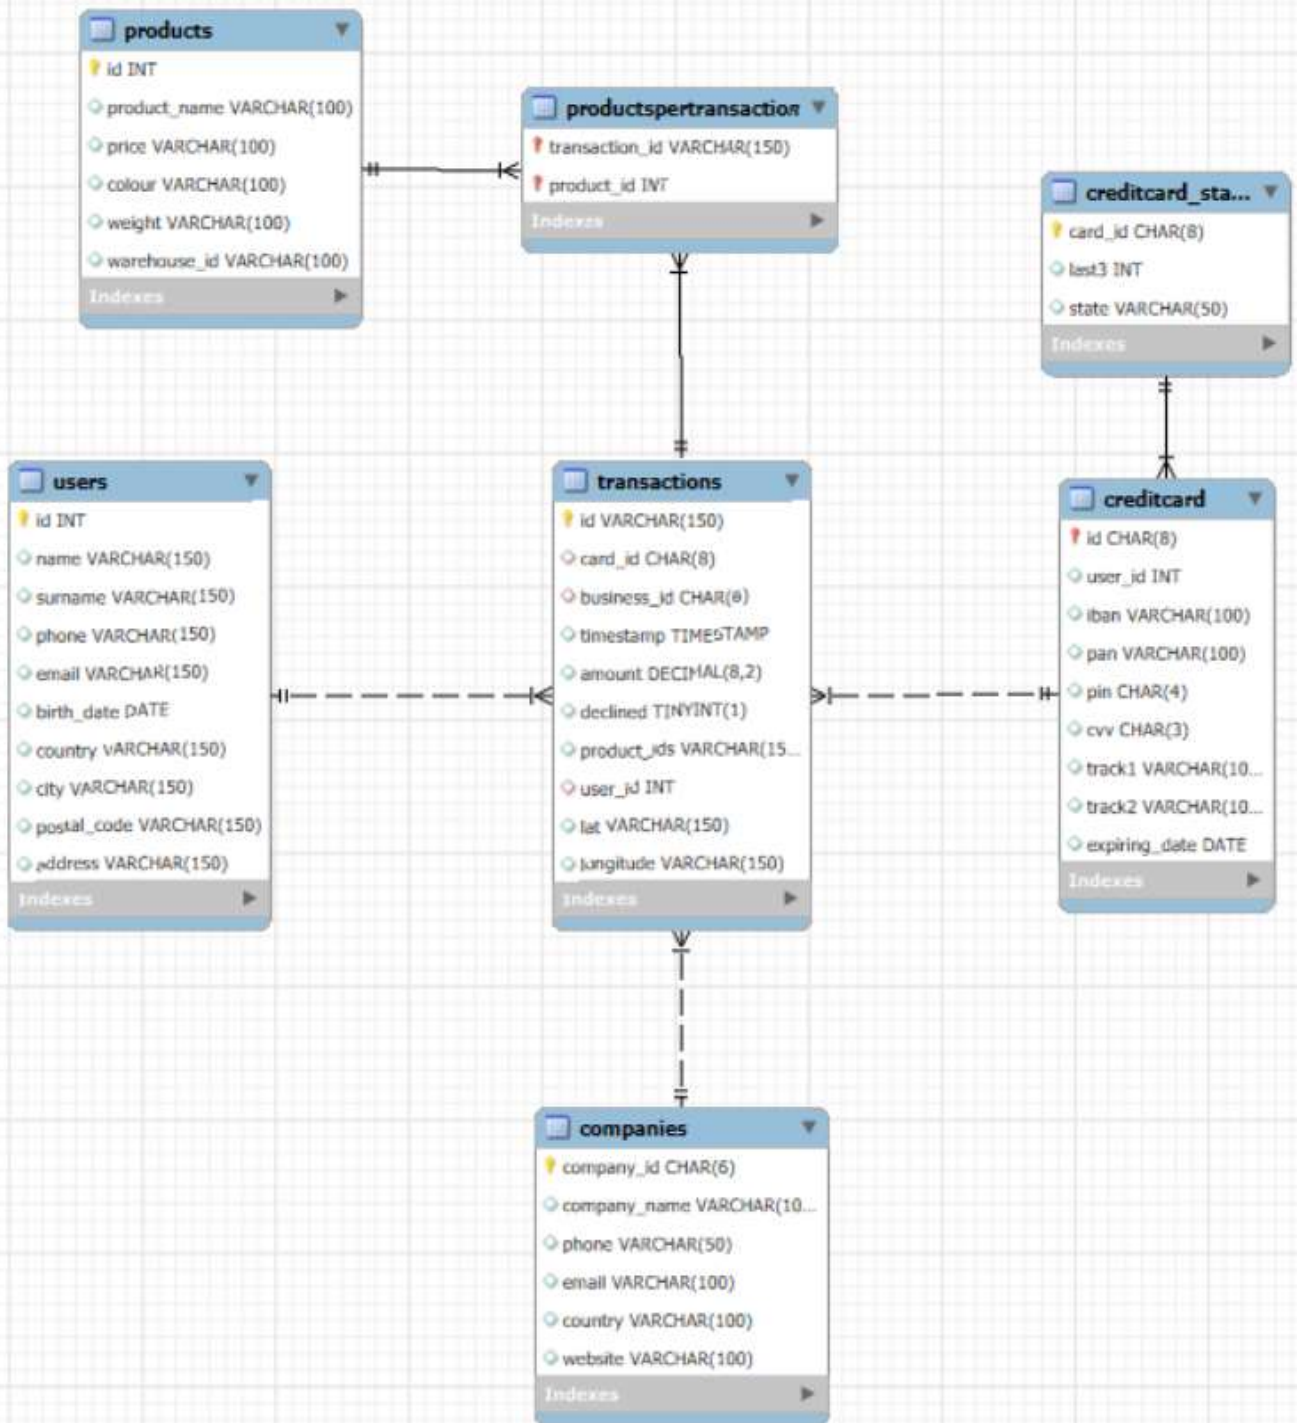 products
id INT
product_name VARCHAR(100)
price VARCHAR(100)
colour VARCHAR(100)
weight VARCHAR(100)
warehouse_id VARCHAR(100)
Indexes
productspertransaction
transaction_id VARCHAR(150)
product_id INT
Indexes
creditcard_sta...
card_id CHAR(8)
last3 INT
state VARCHAR(50)
Indexes
users
id INT
name VARCHAR(150)
surname VARCHAR(150)
phone VARCHAR(150)
email VARCHAR(150)
birth_date DATE
country VARCHAR(150)
city VARCHAR(150)
postal_code VARCHAR(150)
address VARCHAR(150)
Indexes
transactions
id VARCHAR(150)
card_id CHAR(8)
business_id CHAR(6)
timestamp TIMESTAMP
amount DECIMAL(8,2)
declined TINYINT(1)
product_ids VARCHAR(15...
user_id INT
lat VARCHAR(150)
longitude VARCHAR(150)
Indexes
creditcard
id CHAR(8)
user_id INT
iban VARCHAR(100)
pan VARCHAR(100)
pin CHAR(4)
cvv CHAR(3)
track1 VARCHAR(10...
track2 VARCHAR(10...
expiring_date DATE
Indexes
companies
company_id CHAR(6)
company_name VARCHAR(10...
phone VARCHAR(50)
email VARCHAR(100)
country VARCHAR(100)
website VARCHAR(100)
Indexes